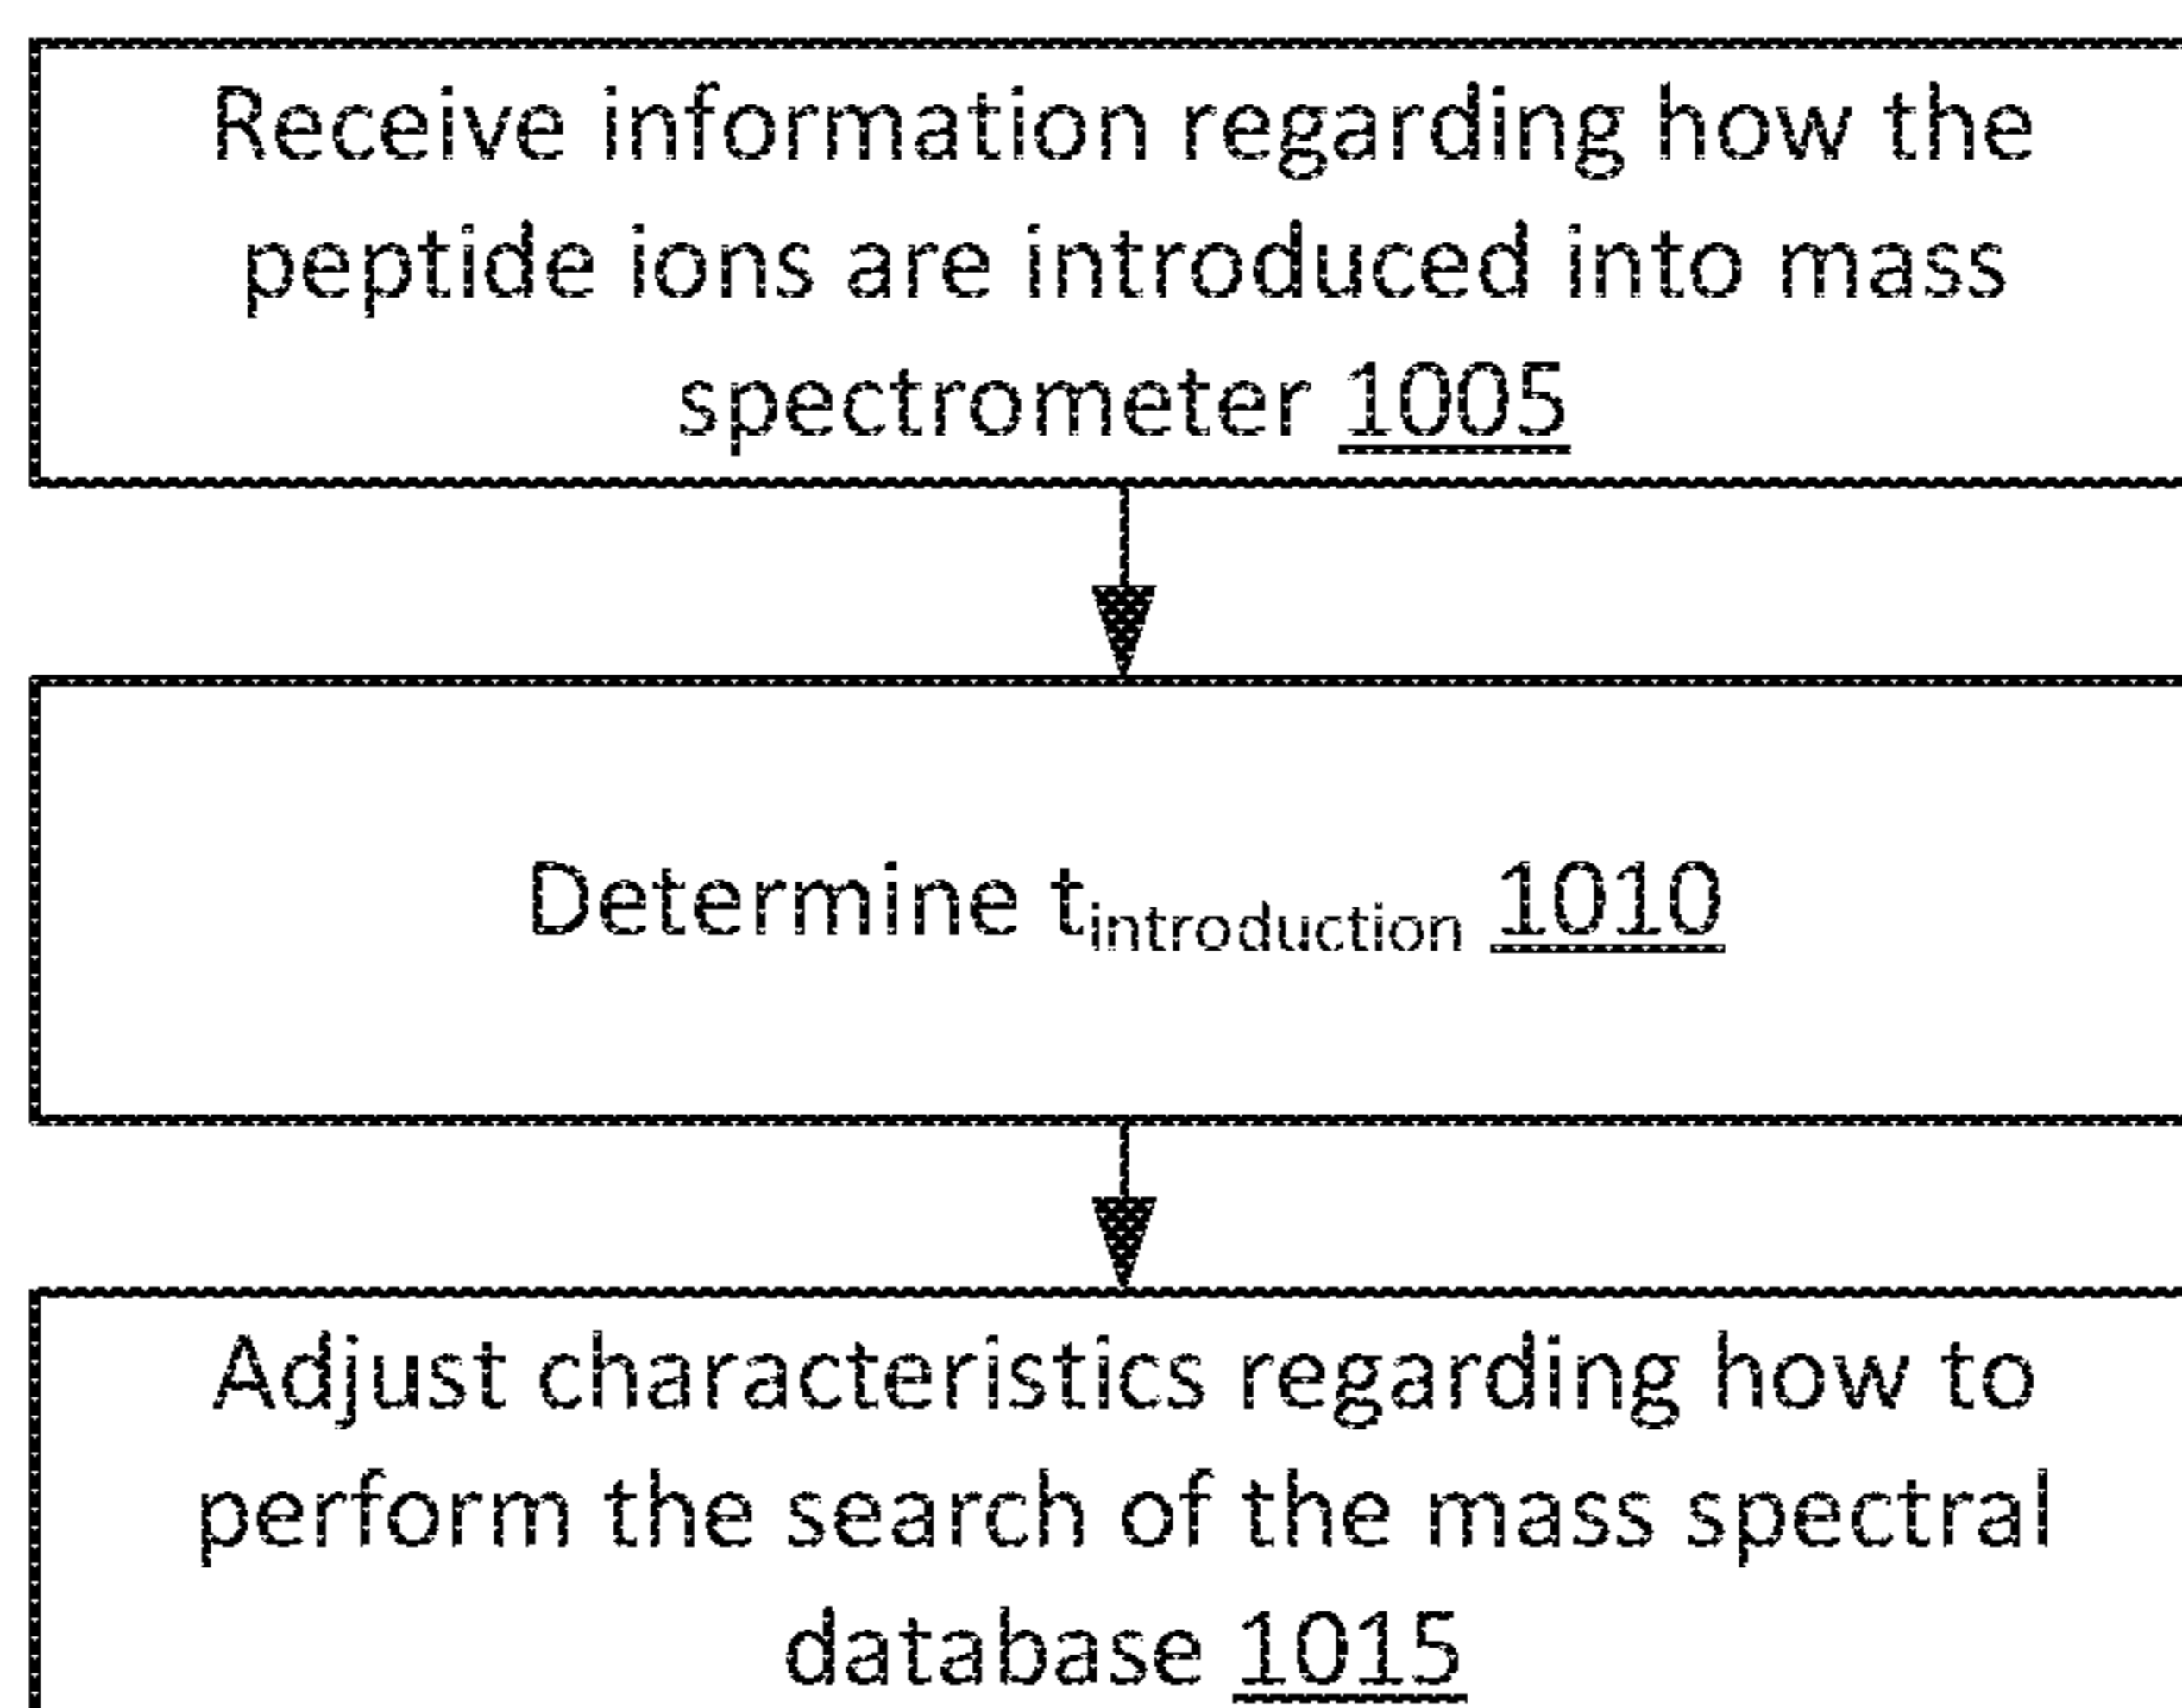 Receive information regarding how the
peptide ions are introduced into mass
spectrometer 1005
Determine tintroduction 1010
Adjust characteristics regarding how to
perform the search of the mass spectral
database 1015